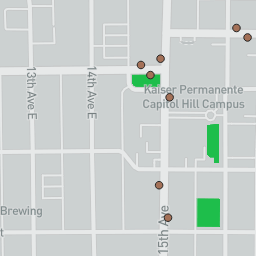 13th Ave E
14th Ave E
Kaiser Permanente
Capitol Hill Campus
Brewing
t
15th Ave